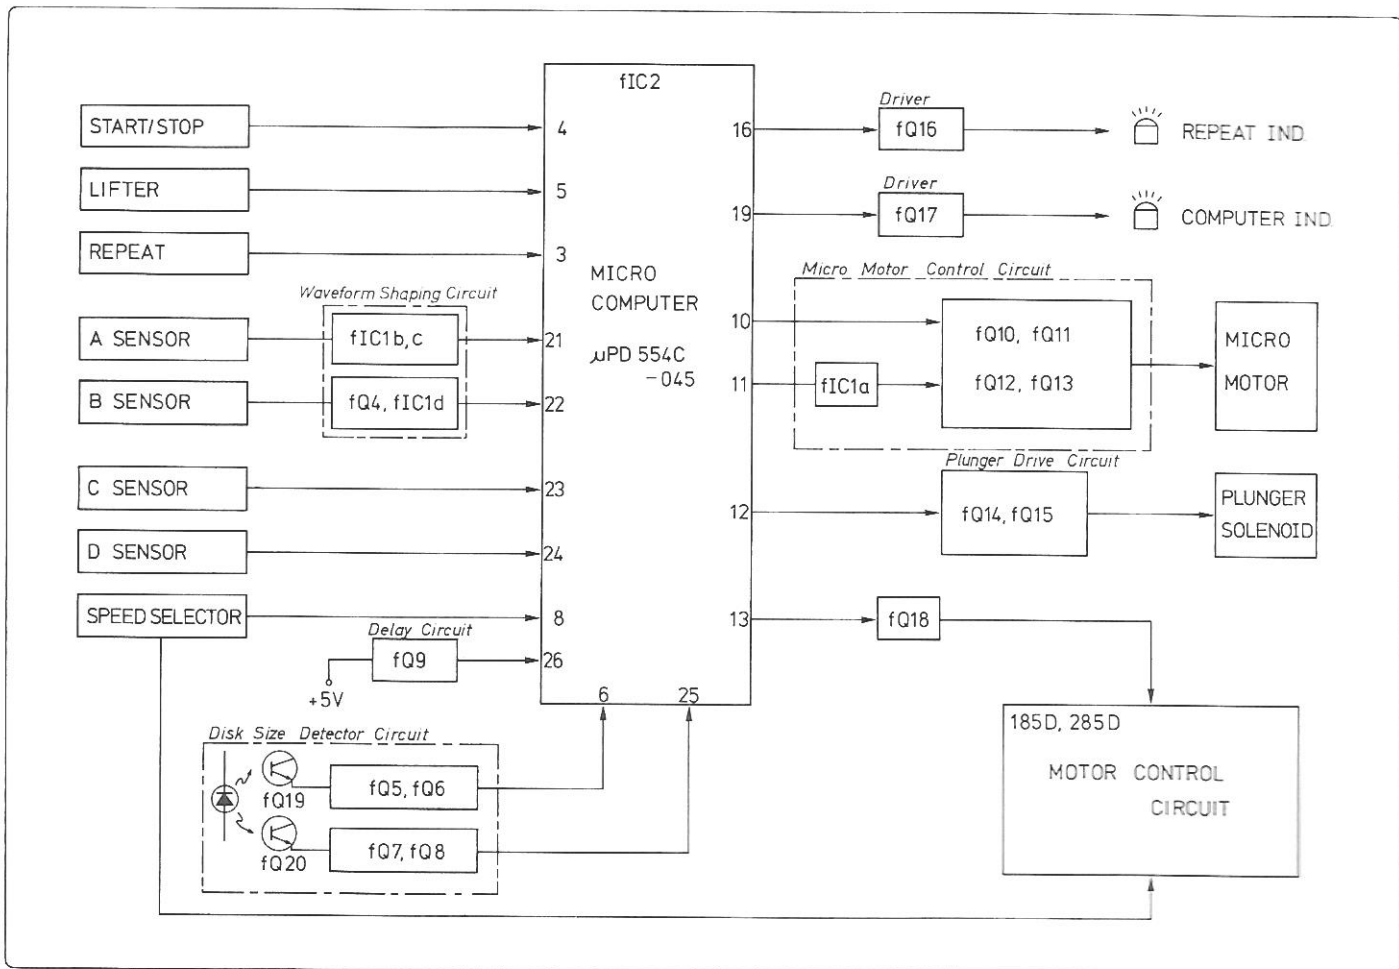 fIC2
START/STOP
4
LIFTER
5
REPEAT
3
Waveform Shaping Circuit
A SENSOR
fIC1b,c
21
B SENSOR
fQ4, fIC1d
22
MICRO
COMPUTER
μPD 554C
-045
C SENSOR
23
D SENSOR
24
SPEED SELECTOR
8
Delay Circuit
fQ9
26
+5V
6
25
16
Driver
fQ16
REPEAT IND.
19
Driver
fQ17
COMPUTER IND.
Micro Motor Control Circuit
10
fQ10, fQ11
11
fIC1a
fQ12, fQ13
MICRO
MOTOR
Plunger Drive Circuit
12
fQ14, fQ15
PLUNGER
SOLENOID
13
fQ18
185D, 285D
MOTOR CONTROL
CIRCUIT
Disk Size Detector Circuit
fQ19
fQ5, fQ6
fQ20
fQ7, fQ8